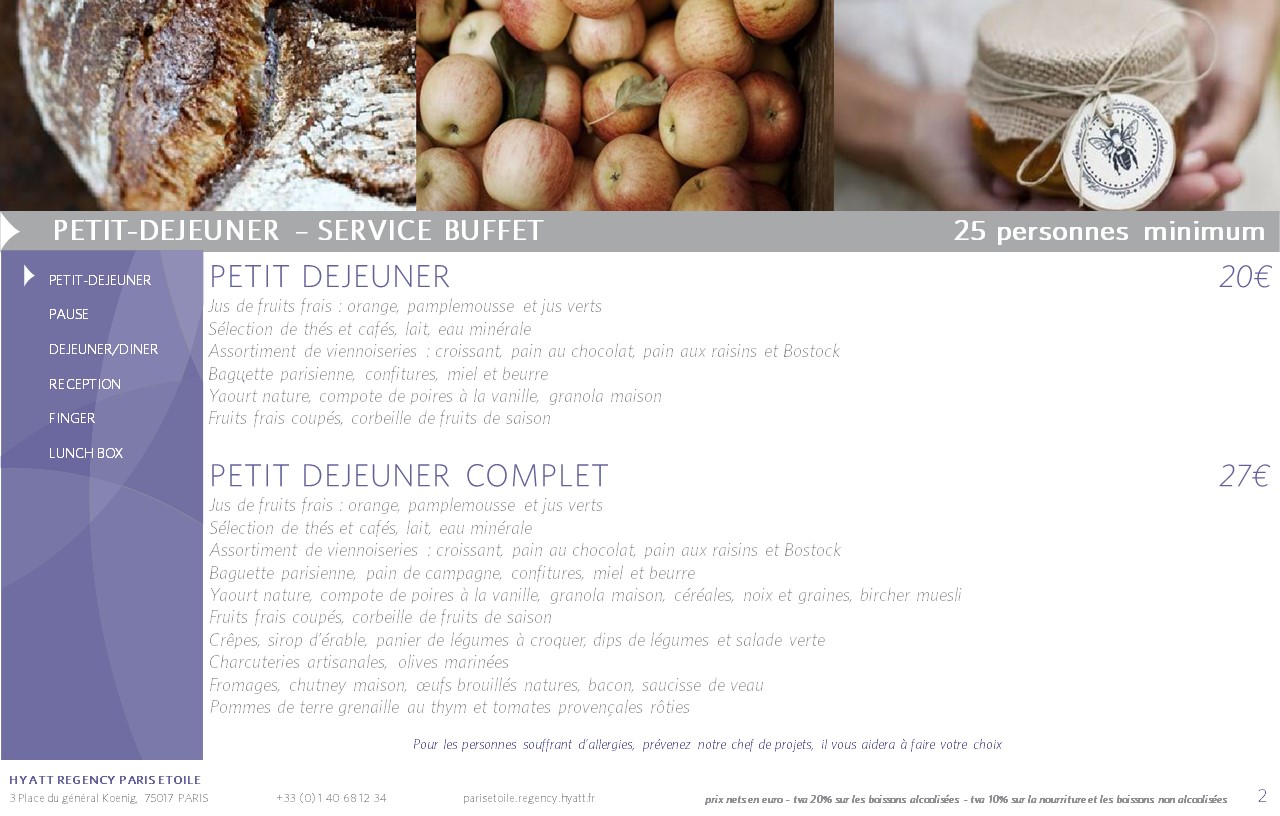 PETIT-DEJEUNER – SERVICE BUFFET 25 personnes minimum
PETIT-DEJEUNER
PAUSE
DEJEUNER/DINER
RECEPTION
FINGER
LUNCH BOX
PETIT DEJEUNER 20€
Jus de fruits frais : orange, pamplemousse et jus verts
Sélection de thés et cafés, lait, eau minérale
Assortiment de viennoiseries : croissant, pain au chocolat, pain aux raisins et Bostock
Baguette parisienne, confitures, miel et beurre
Yaourt nature, compote de poires à la vanille, granola maison
Fruits frais coupés, corbeille de fruits de saison
PETIT DEJEUNER COMPLET 27€
Jus de fruits frais : orange, pamplemousse et jus verts
Sélection de thés et cafés, lait, eau minérale
Assortiment de viennoiseries : croissant, pain au chocolat, pain aux raisins et Bostock
Baguette parisienne, pain de campagne, confitures, miel et beurre
Yaourt nature, compote de poires à la vanille, granola maison, céréales, noix et graines, bircher muesli
Fruits frais coupés, corbeille de fruits de saison
Crêpes, sirop d'érable, panier de légumes à croquer, dips de légumes et salade verte
Charcuteries artisanales, olives marinées
Fromages, chutney maison, œufs brouillés natures, bacon, saucisse de veau
Pommes de terre grenaille au thym et tomates provençales rôties
Pour les personnes souffrant d'allergies, prévenez notre chef de projets, il vous aidera à faire votre choix
HYATT REGENCY PARIS ETOILE
3 Place du général Koenig, 75017 PARIS +33 (0)1 40 68 12 34 parisetoile.regency.hyatt.fr prix nets en euro - tva 20% sur les boissons alcoolisées - tva 10% sur la nourriture et les boissons non alcoolisées 2